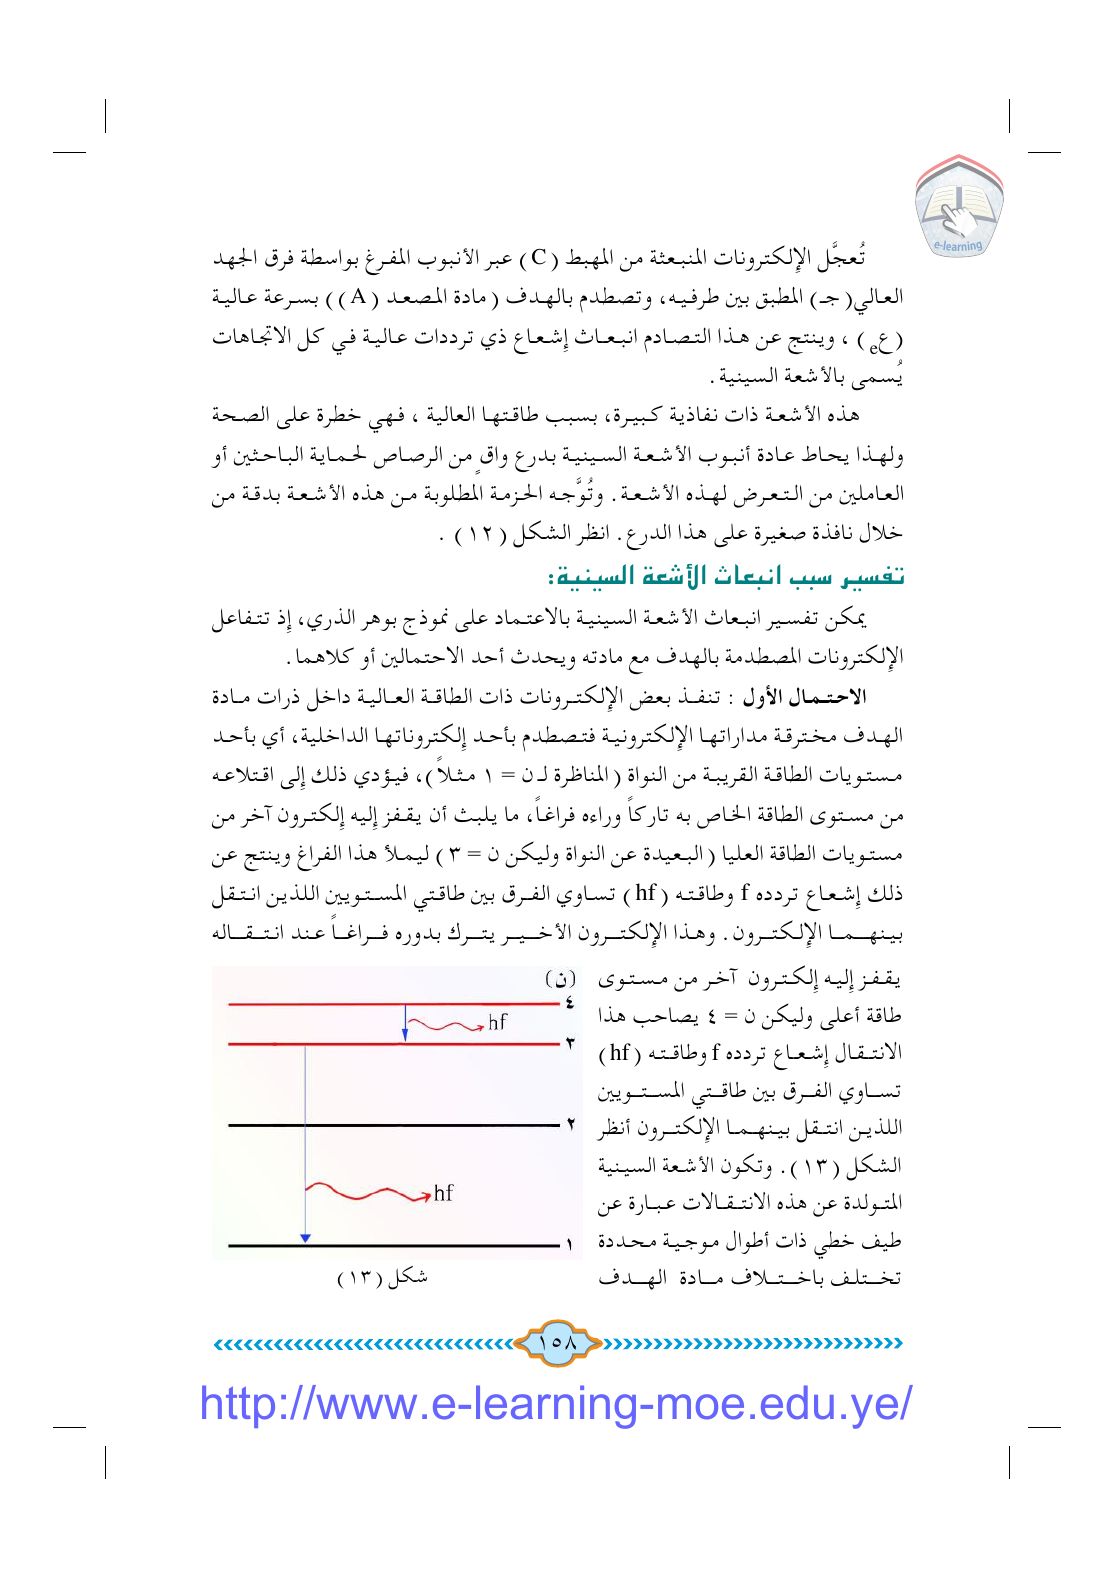 e-learning
تُعجَّل الإلكترونات المنبعثة من المهبط ( C ) عبر الأنبوب المفرغ بواسطة فرق الجهد
العالي( جـ ) المطبق بين طرفيه، وتصطدم بالهدف ( مادة المصعد ( A ) ) بسرعة عالية
( عe ) ، وينتج عن هذا التصادم انبعاث إشعاع ذي ترددات عالية في كل الاتجاهات
يُسمى بالأشعة السينية .
هذه الأشعة ذات نفاذية كبيرة، بسبب طاقتها العالية ، فهي خطرة على الصحة
ولهذا يحاط عادة أنبوب الأشعة السينية بدرع واقٍ من الرصاص لحماية الباحثين أو
العاملين من التعرض لهذه الأشعة . وتُوَّجه الحزمة المطلوبة من هذه الأشعة بدقة من
خلال نافذة صغيرة على هذا الدرع . انظر الشكل ( ١٢ ) .
تفسير سبب انبعاث الأشعة السينية:
يمكن تفسير انبعاث الأشعة السينية بالاعتماد على نموذج بوهر الذري، إذ تتفاعل
الإلكترونات المصطدمة بالهدف مع مادته ويحدث أحد الاحتمالين أو كلاهما .
الاحتمال الأول : تنفذ بعض الإلكترونات ذات الطاقة العالية داخل ذرات مادة
الهدف مخترقة مداراتها الإلكترونية فتصطدم بأحد إلكتروناتها الداخلية، أي بأحد
مستويات الطاقة القريبة من النواة ( المناظرة لـ ن = ١ مثلاً )، فيؤدي ذلك إلى اقتلاعه
من مستوى الطاقة الخاص به تاركاً وراءه فراغاً، ما يلبث أن يقفز إليه إلكترون آخر من
مستويات الطاقة العليا ( البعيدة عن النواة وليكن ن = ٣ ) ليملأ هذا الفراغ وينتج عن
ذلك إشعاع تردده f وطاقته ( hf ) تساوي الفرق بين طاقتي المستويين اللذين انتقل
بينهما الإلكترون . وهذا الإلكترون الأخير يترك بدوره فراغاً عند انتقاله
يقفز إليه إلكترون آخر من مستوى
طاقة أعلى وليكن ن = ٤ يصاحب هذا
الانتقال إشعاع تردده f وطاقته ( hf )
تساوي الفرق بين طاقتي المستويين
اللذين انتقل بينهما الإلكترون أنظر
الشكل ( ١٣ ) . وتكون الأشعة السينية
المتولدة عن هذه الانتقالات عبارة عن
طيف خطي ذات أطوال موجية محددة
تختلف باختلاف مادة الهدف
(ن)
٤
hf
٣
٢
hf
١
شكل ( ١٣ )
١٥٨
http://www.e-learning-moe.edu.ye/